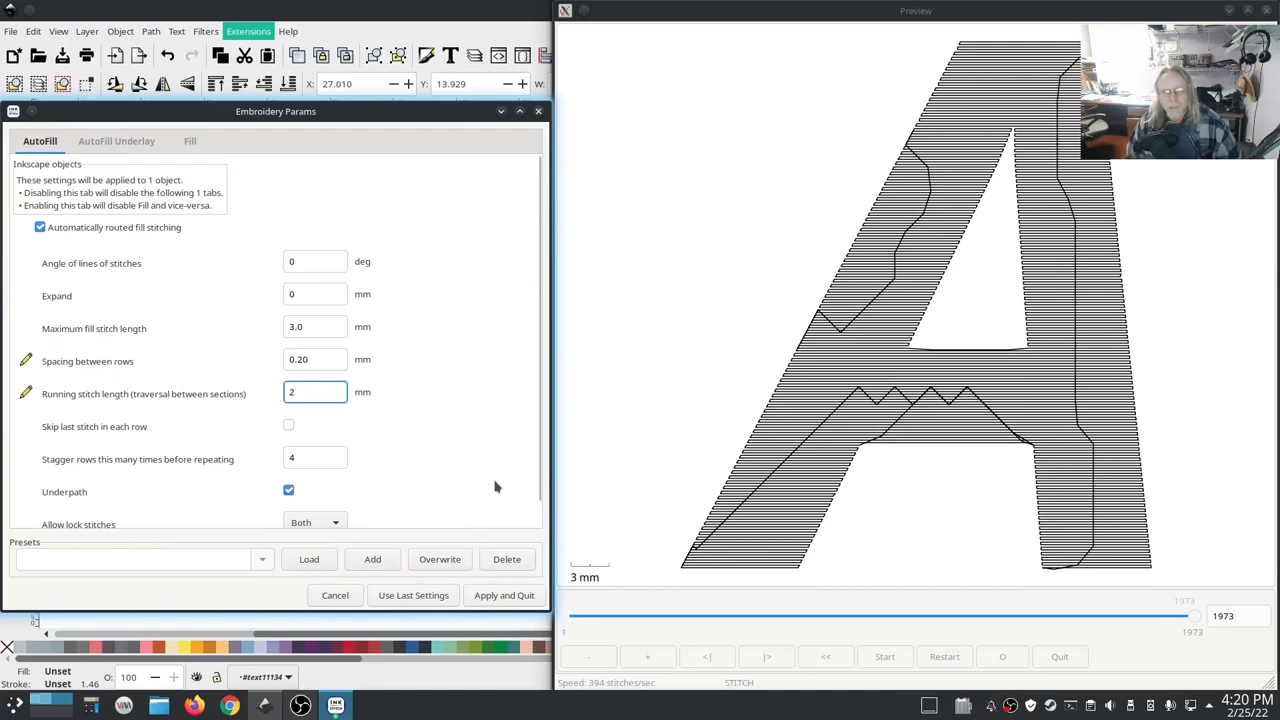 Preview
File Edit View Layer Object Path Text Filters Extensions Help
X: 27.010 − + Y: 13.929 − + W:
Embroidery Params
AutoFill AutoFill Underlay Fill
Inkscape objects
These settings will be applied to 1 object.
• Disabling this tab will disable the following 1 tabs.
• Enabling this tab will disable Fill and vice-versa.
Automatically routed fill stitching
Angle of lines of stitches 0 deg
Expand 0 mm
Maximum fill stitch length 3.0 mm
Spacing between rows 0.20 mm
Running stitch length (traversal between sections) 2 mm
Skip last stitch in each row
Stagger rows this many times before repeating 4
Underpath
Allow lock stitches Both
Presets
Load Add Overwrite Delete
Cancel Use Last Settings Apply and Quit
3 mm
1973
1973
1 1973
- + <| |> << Start Restart O Quit
Speed: 394 stitches/sec STITCH
Fill: Unset
Stroke: Unset 1.46 O: 100 − + •#text11134
INK STITCH
4:20 PM
2/25/22